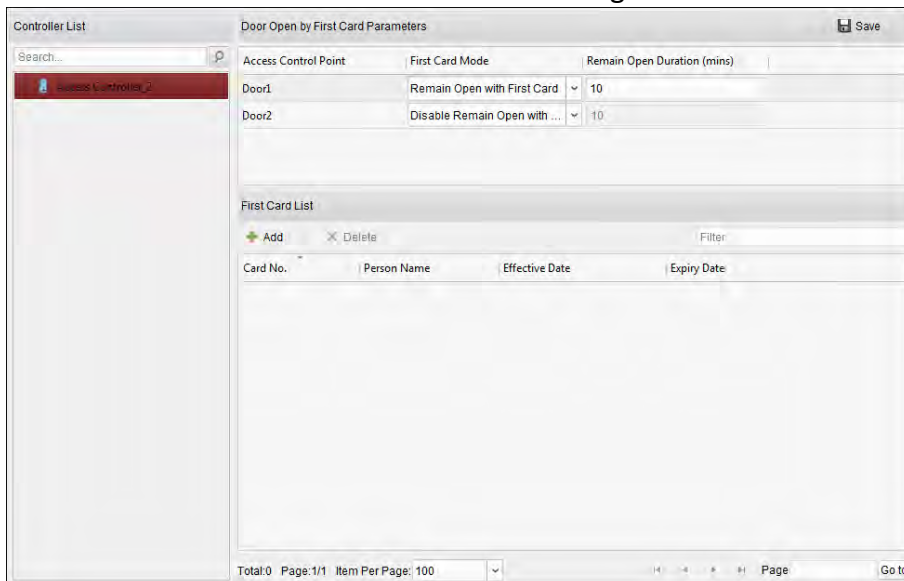 Controller List
Search...
Access Controller_2
Door Open by First Card Parameters
Save
Access Control Point First Card Mode Remain Open Duration (mins)
Door1 Remain Open with First Card 10
Door2 Disable Remain Open with ... 10
First Card List
Add Delete Filter
Card No. Person Name Effective Date Expiry Date
Total:0 Page:1/1 Item Per Page: 100 Page